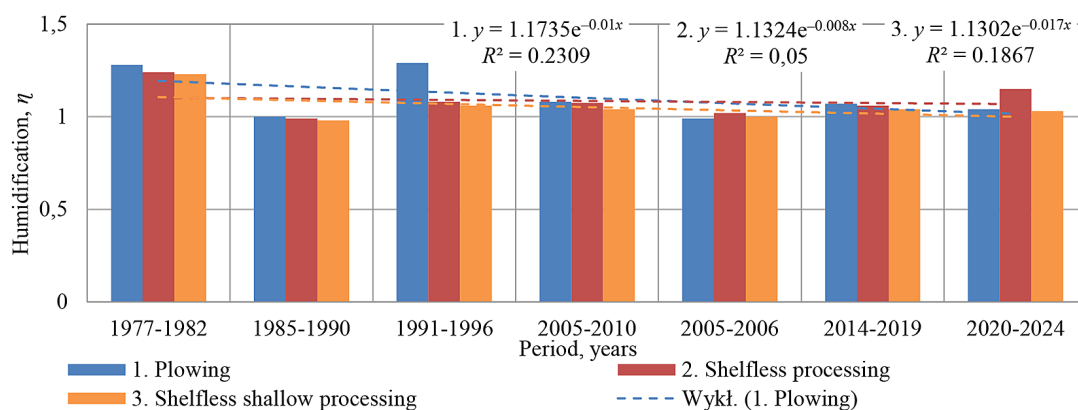 1,5
1. y = 1.1735e–0.01x
R² = 0.2309
2. y = 1.1324e–0.008x
R² = 0,05
3. y = 1.1302e–0.017x
R² = 0.1867
1
0,5
0
Humidification, η
1977-1982 1985-1990 1991-1996 2005-2010 2005-2006 2014-2019 2020-2024
Period, years
1. Plowing 2. Shelfless processing
3. Shelfless shallow processing Wykł. (1. Plowing)